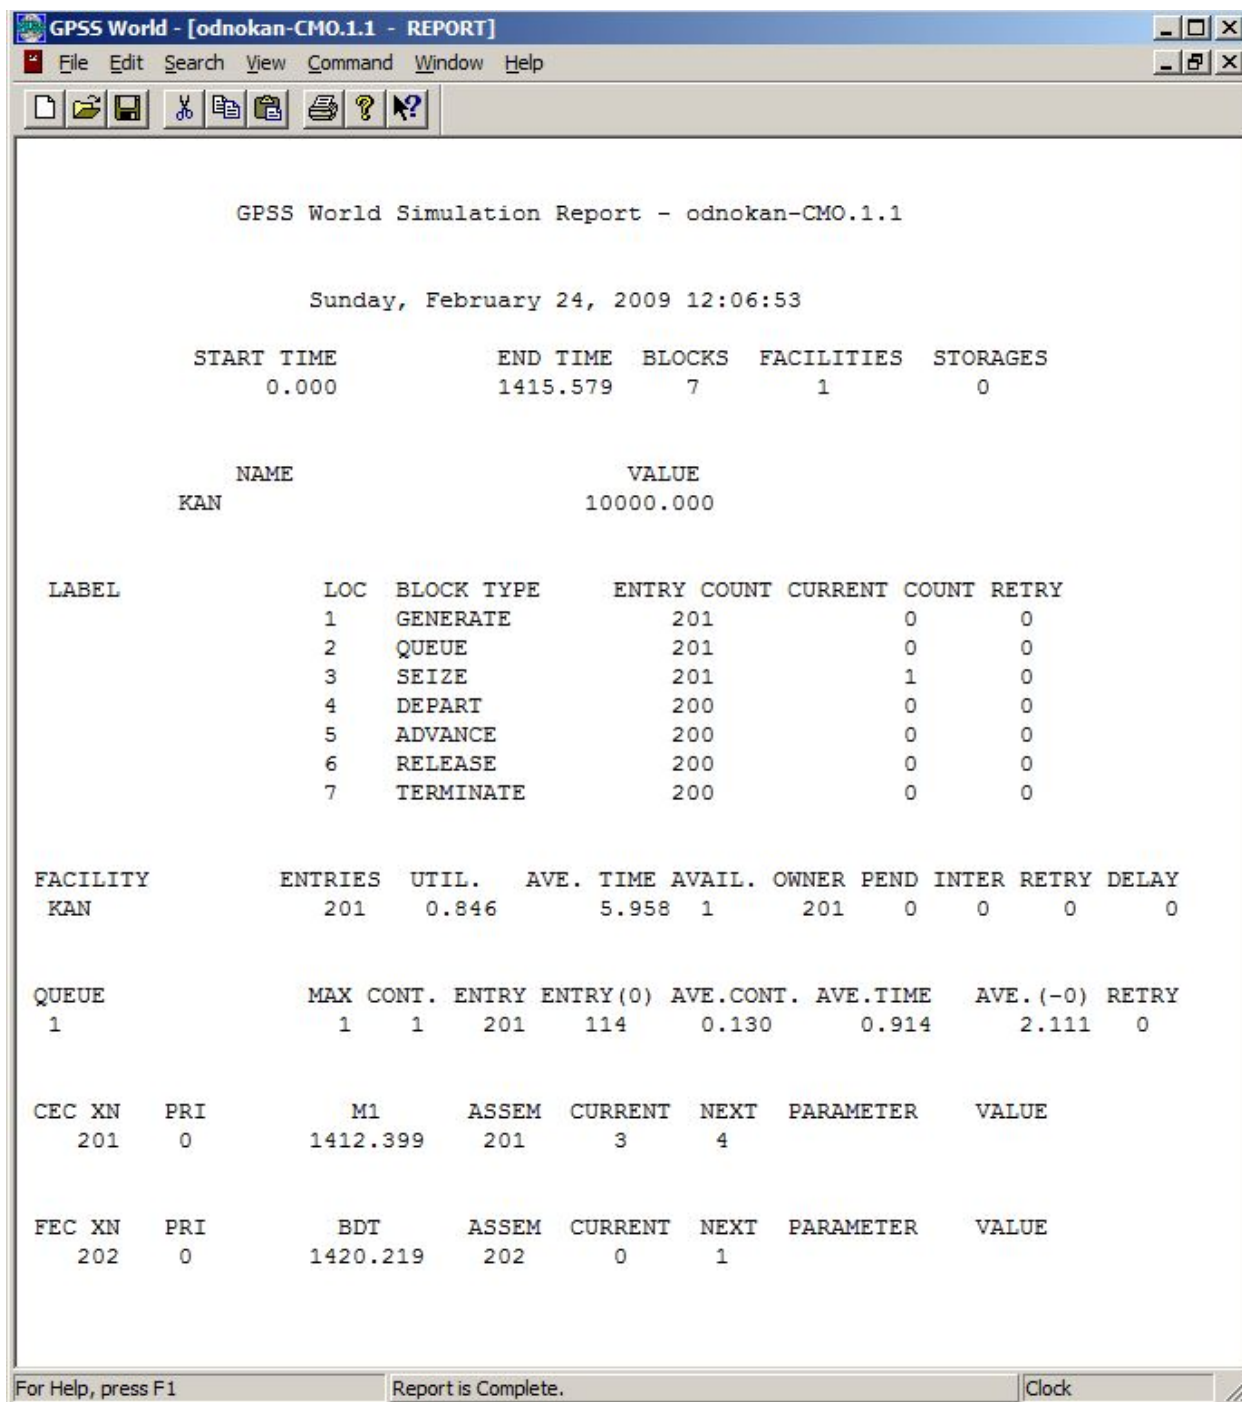 GPSS World - [odnokan-CMO.1.1 - REPORT]
File Edit Search View Command Window Help
GPSS World Simulation Report - odnokan-CMO.1.1
Sunday, February 24, 2009 12:06:53
START TIME END TIME BLOCKS FACILITIES STORAGES
0.000 1415.579 7 1 0
NAME VALUE
KAN 10000.000
LABEL LOC BLOCK TYPE ENTRY COUNT CURRENT COUNT RETRY
1 GENERATE 201 0 0
2 QUEUE 201 0 0
3 SEIZE 201 1 0
4 DEPART 200 0 0
5 ADVANCE 200 0 0
6 RELEASE 200 0 0
7 TERMINATE 200 0 0
FACILITY ENTRIES UTIL. AVE. TIME AVAIL. OWNER PEND INTER RETRY DELAY
KAN 201 0.846 5.958 1 201 0 0 0 0
QUEUE MAX CONT. ENTRY ENTRY(0) AVE.CONT. AVE.TIME AVE.(-0) RETRY
1 1 1 201 114 0.130 0.914 2.111 0
CEC XN PRI M1 ASSEM CURRENT NEXT PARAMETER VALUE
201 0 1412.399 201 3 4
FEC XN PRI BDT ASSEM CURRENT NEXT PARAMETER VALUE
202 0 1420.219 202 0 1
For Help, press F1 Report is Complete. Clock